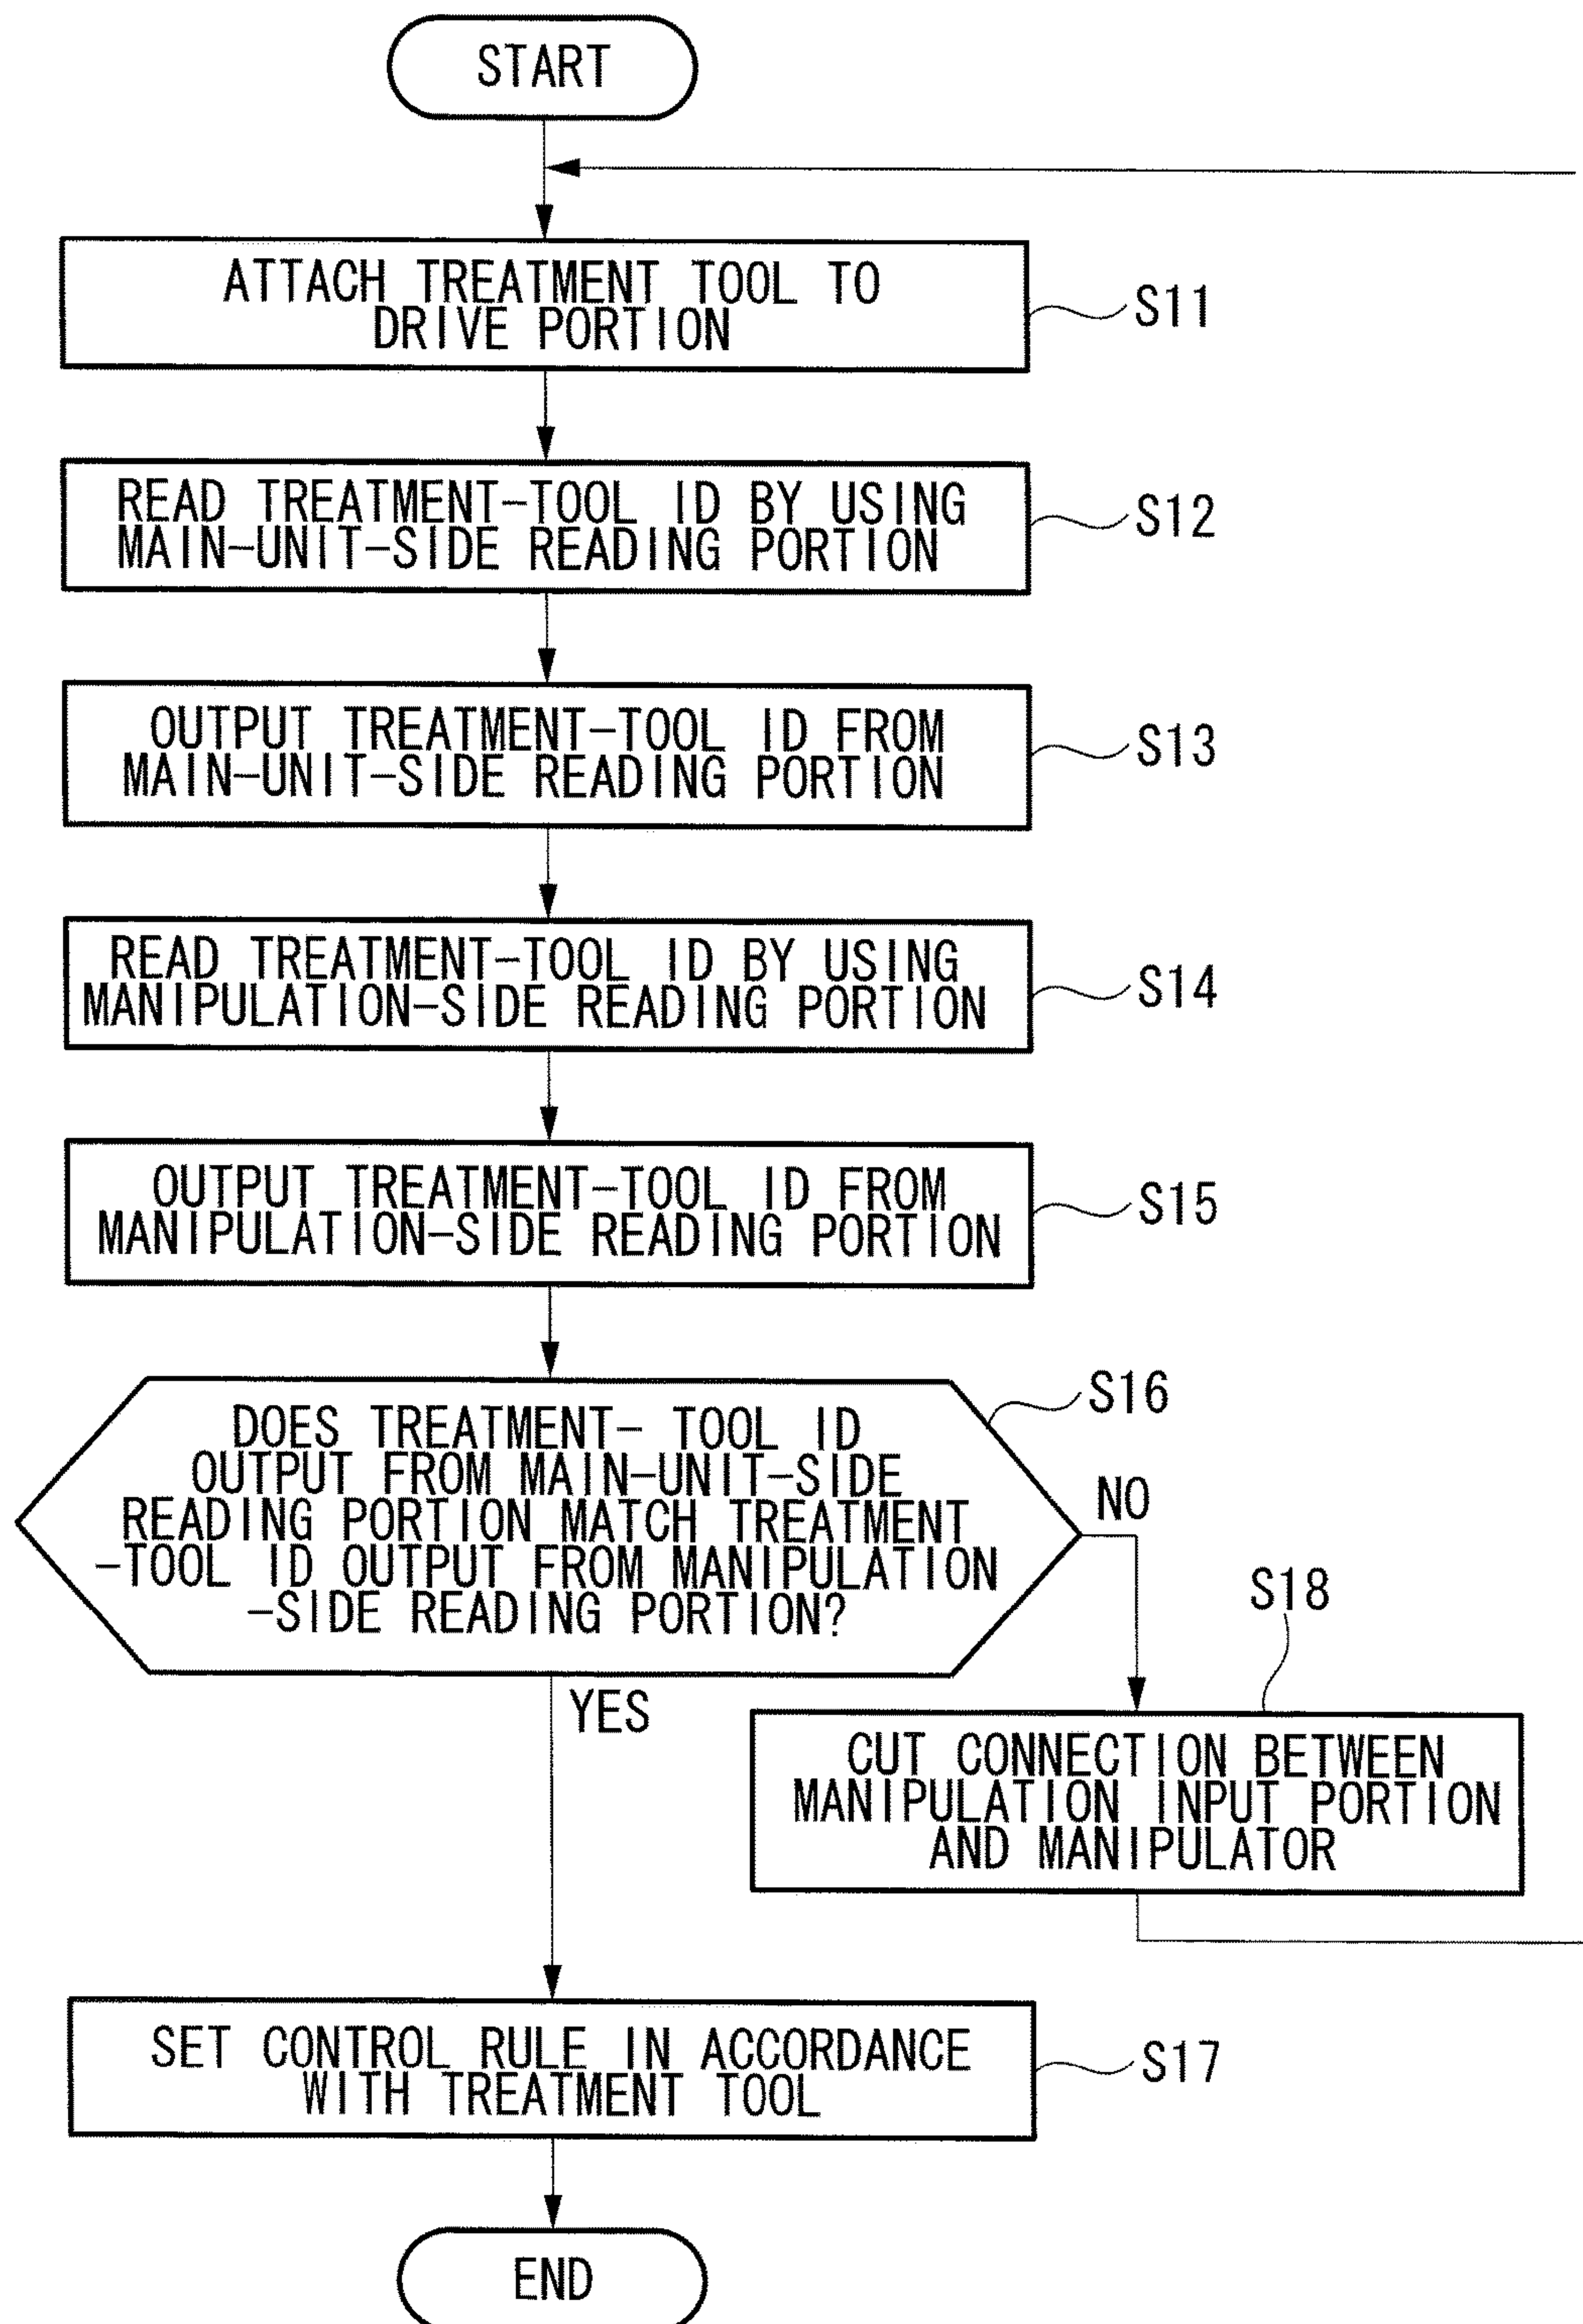 START
ATTACH TREATMENT TOOL TO
DRIVE PORTION
S11
READ TREATMENT-TOOL ID BY USING
MAIN-UNIT-SIDE READING PORTION
S12
OUTPUT TREATMENT-TOOL ID FROM
MAIN-UNIT-SIDE READING PORTION
S13
READ TREATMENT-TOOL ID BY USING
MANIPULATION-SIDE READING PORTION
S14
OUTPUT TREATMENT-TOOL ID FROM
MANIPULATION-SIDE READING PORTION
S15
DOES TREATMENT- TOOL ID
OUTPUT FROM MAIN-UNIT-SIDE
READING PORTION MATCH TREATMENT
-TOOL ID OUTPUT FROM MANIPULATION
-SIDE READING PORTION?
S16
NO
YES
S18
CUT CONNECTION BETWEEN
MANIPULATION INPUT PORTION
AND MANIPULATOR
SET CONTROL RULE IN ACCORDANCE
WITH TREATMENT TOOL
S17
END